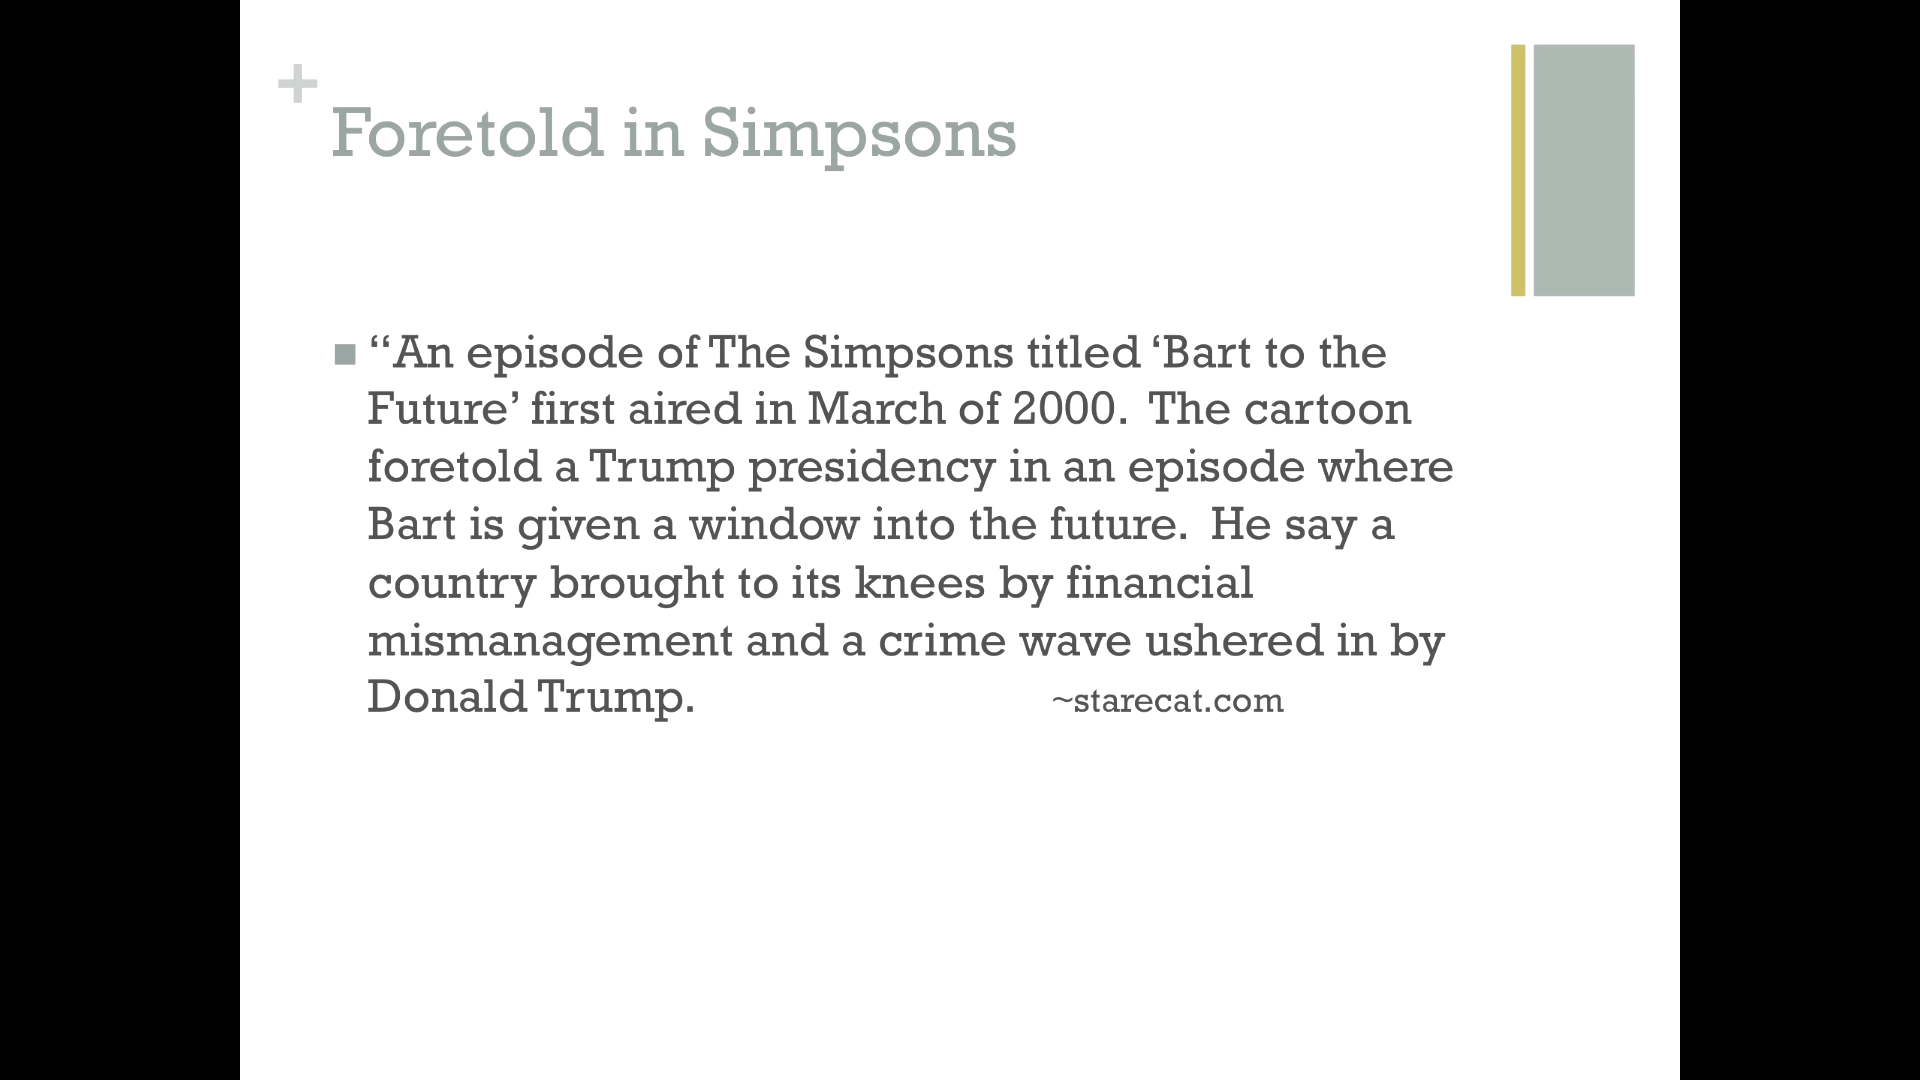 +
Foretold in Simpsons
“An episode of The Simpsons titled ‘Bart to the
Future’ first aired in March of 2000.  The cartoon
foretold a Trump presidency in an episode where
Bart is given a window into the future.  He say a
country brought to its knees by financial
mismanagement and a crime wave ushered in by
Donald Trump. ~starecat.com